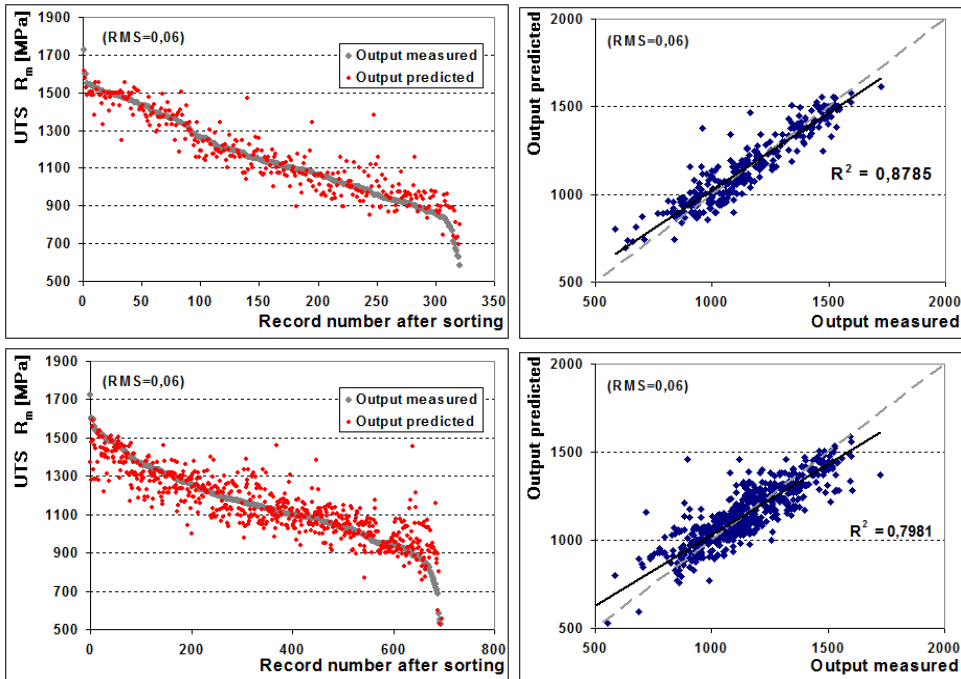 1900
1700
1500
1300
1100
900
700
500
UTS R_m [MPa]
(RMS=0,06)
Output measured
Output predicted
0
50
100
150
200
250
300
350
Record number after sorting
2000
1500
1000
500
Output predicted
(RMS=0,06)
R² = 0,8785
500
1000
1500
2000
Output measured
1900
1700
1500
1300
1100
900
700
500
UTS R_m [MPa]
(RMS=0,06)
Output measured
Output predicted
0
200
400
600
800
Record number after sorting
2000
1500
1000
500
Output predicted
(RMS=0,06)
R² = 0,7981
500
1000
1500
2000
Output measured